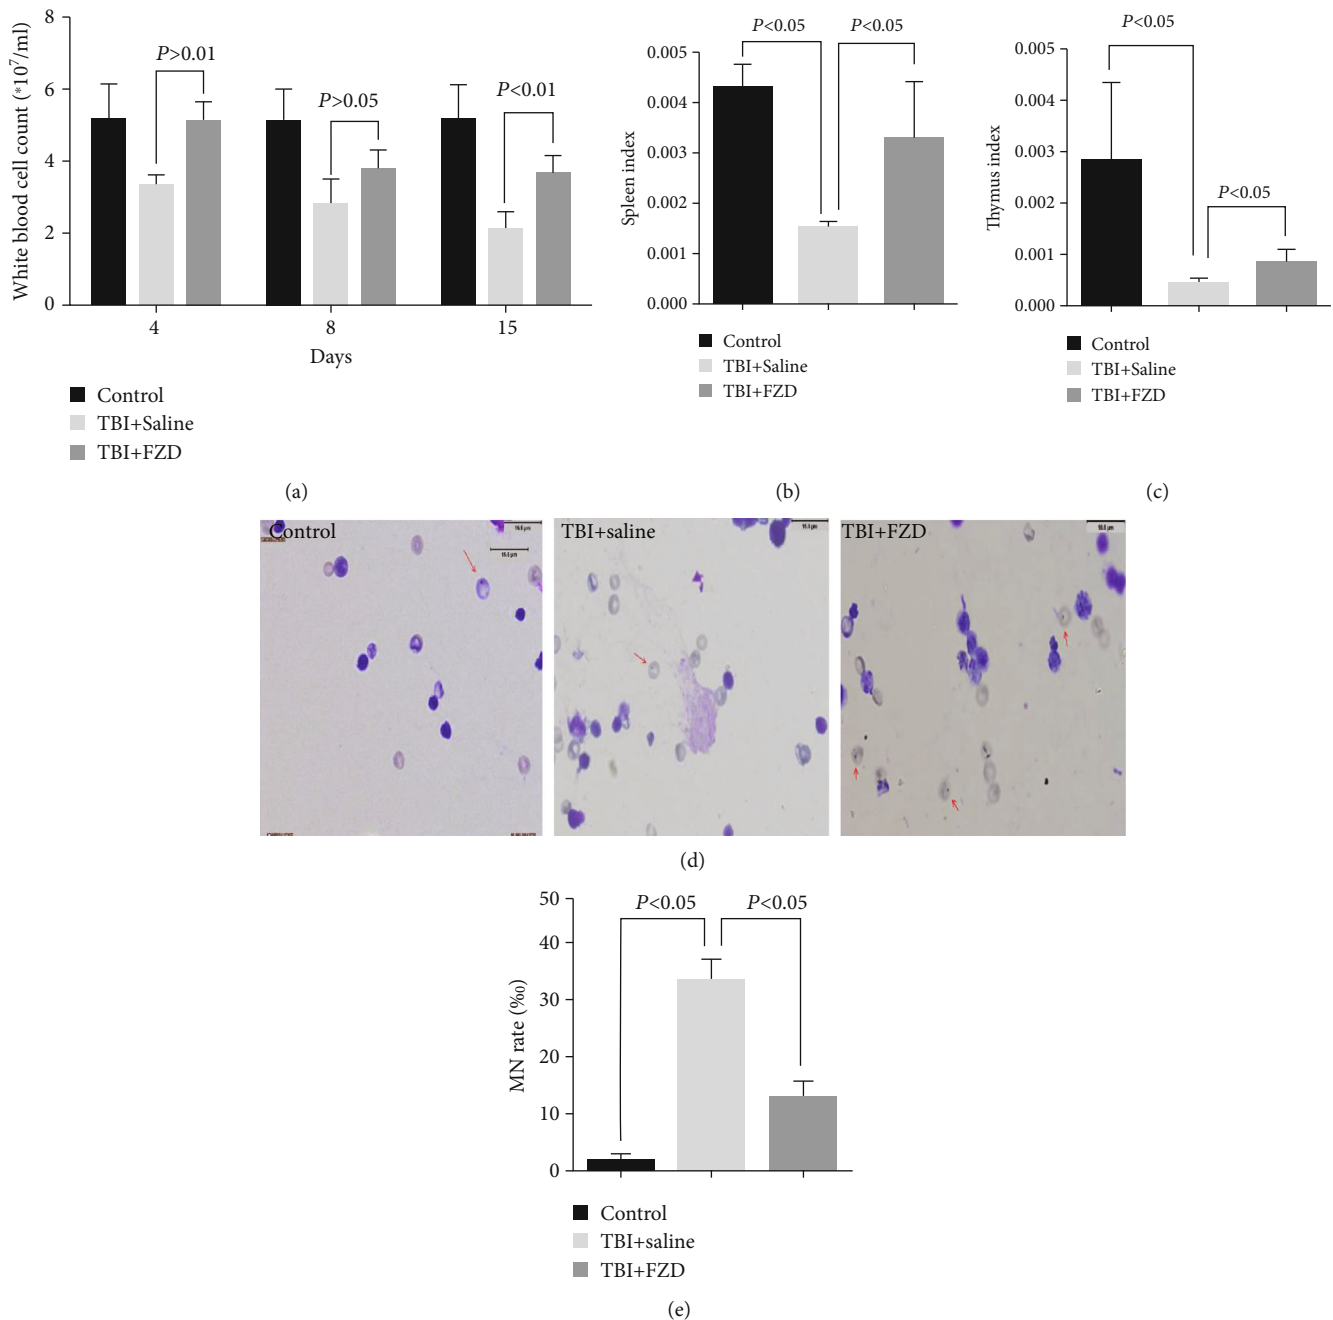 White blood cell count (*10⁷/ml)
8
6
4
2
0
P>0.01
P>0.05
P<0.01
4
8
15
Days
Control
TBI+Saline
TBI+FZD
(a)
Spleen index
0.005
0.004
0.003
0.002
0.001
0.000
P<0.05
P<0.05
Control
TBI+Saline
TBI+FZD
(b)
Thymus index
0.005
0.004
0.003
0.002
0.001
0.000
P<0.05
P<0.05
Control
TBI+Saline
TBI+FZD
(c)
Control
TBI+saline
TBI+FZD
(d)
MN rate (‰)
50
40
30
20
10
0
P<0.05
P<0.05
Control
TBI+saline
TBI+FZD
(e)